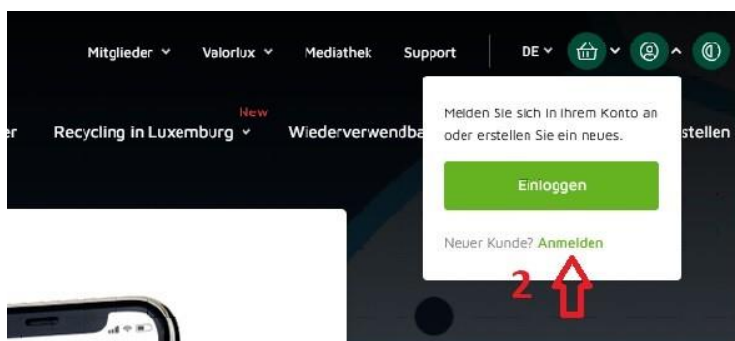 Mitglieder Valorlux Mediathek Support DE
New
er Recycling in Luxemburg Wiederverwendba stellen
Melden Sie sich in Ihrem Konto an
oder erstellen Sie ein neues.
Einloggen
Neuer Kunde? Anmelden
2